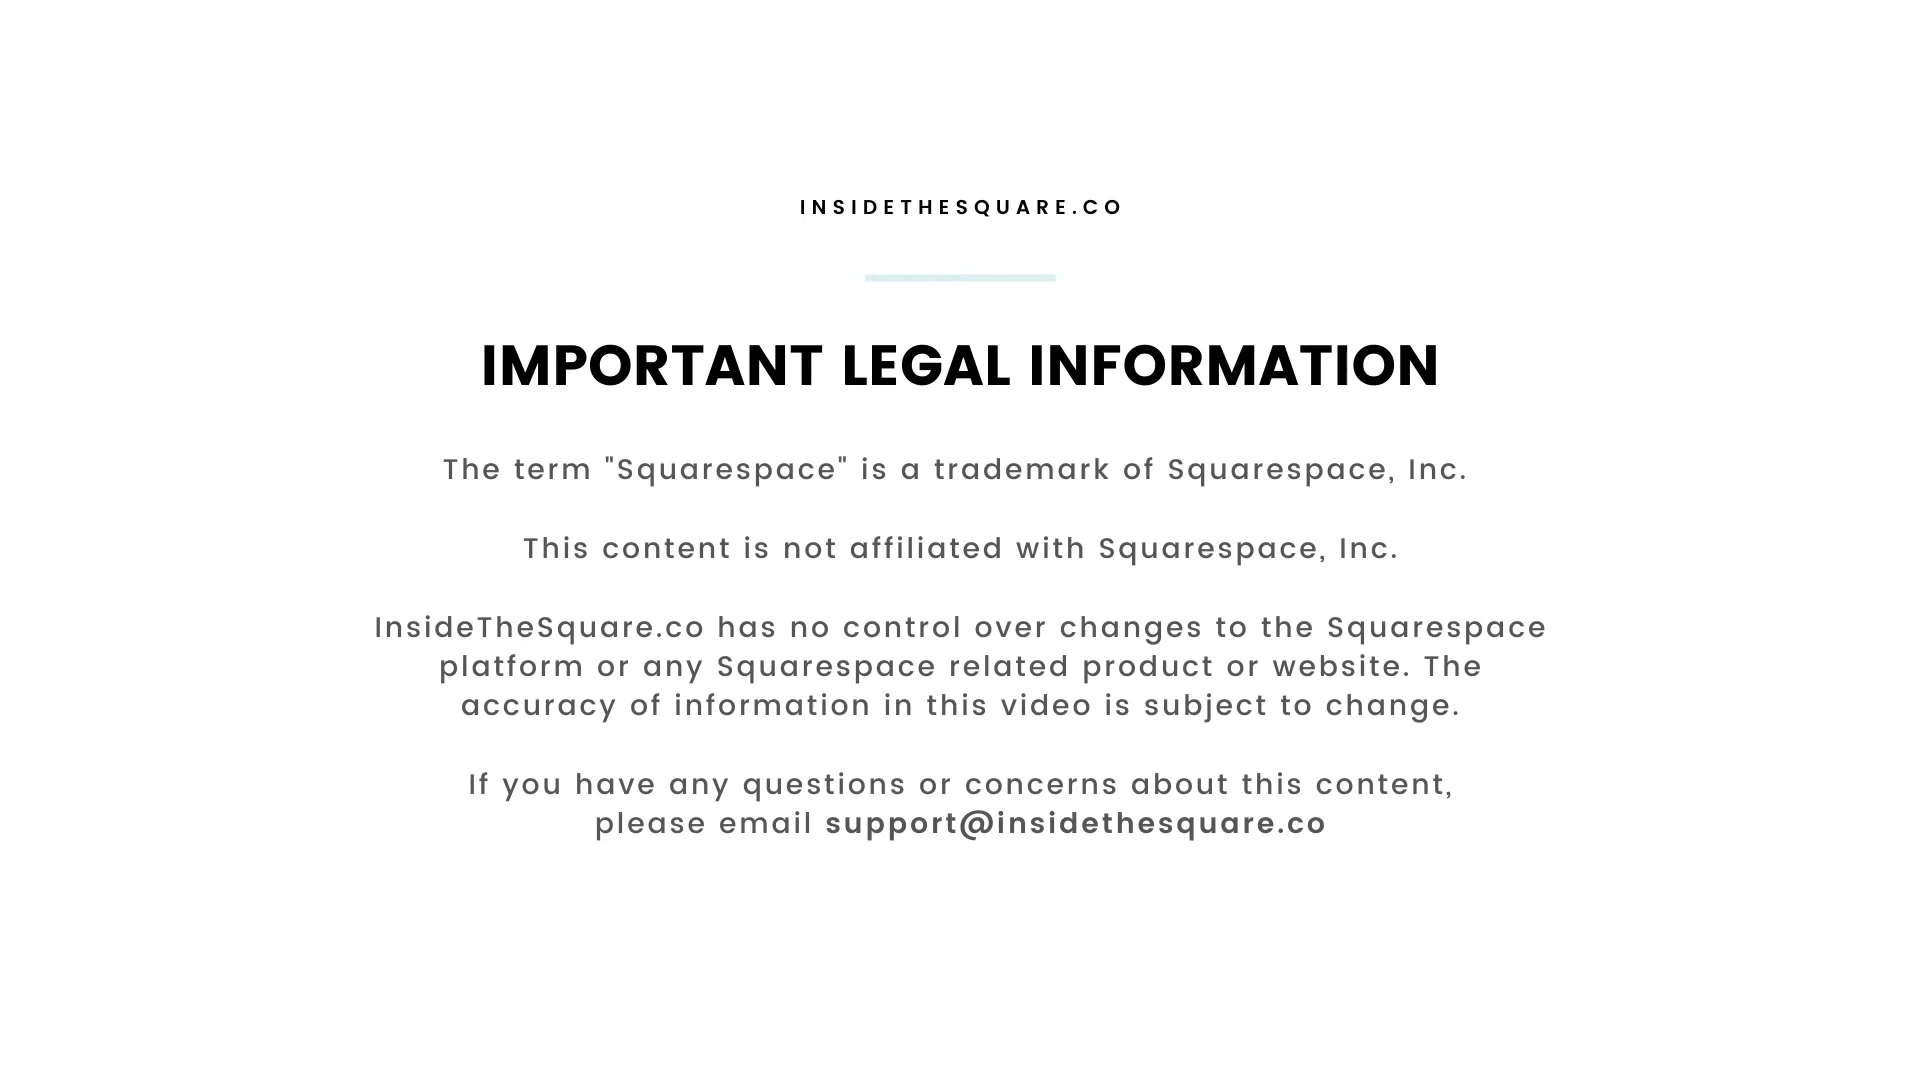 INSIDETHESQUARE.CO
IMPORTANT LEGAL INFORMATION
The term "Squarespace" is a trademark of Squarespace, Inc.
This content is not affiliated with Squarespace, Inc.
InsideTheSquare.co has no control over changes to the Squarespace
platform or any Squarespace related product or website. The
accuracy of information in this video is subject to change.
If you have any questions or concerns about this content,
please email support@insidethesquare.co